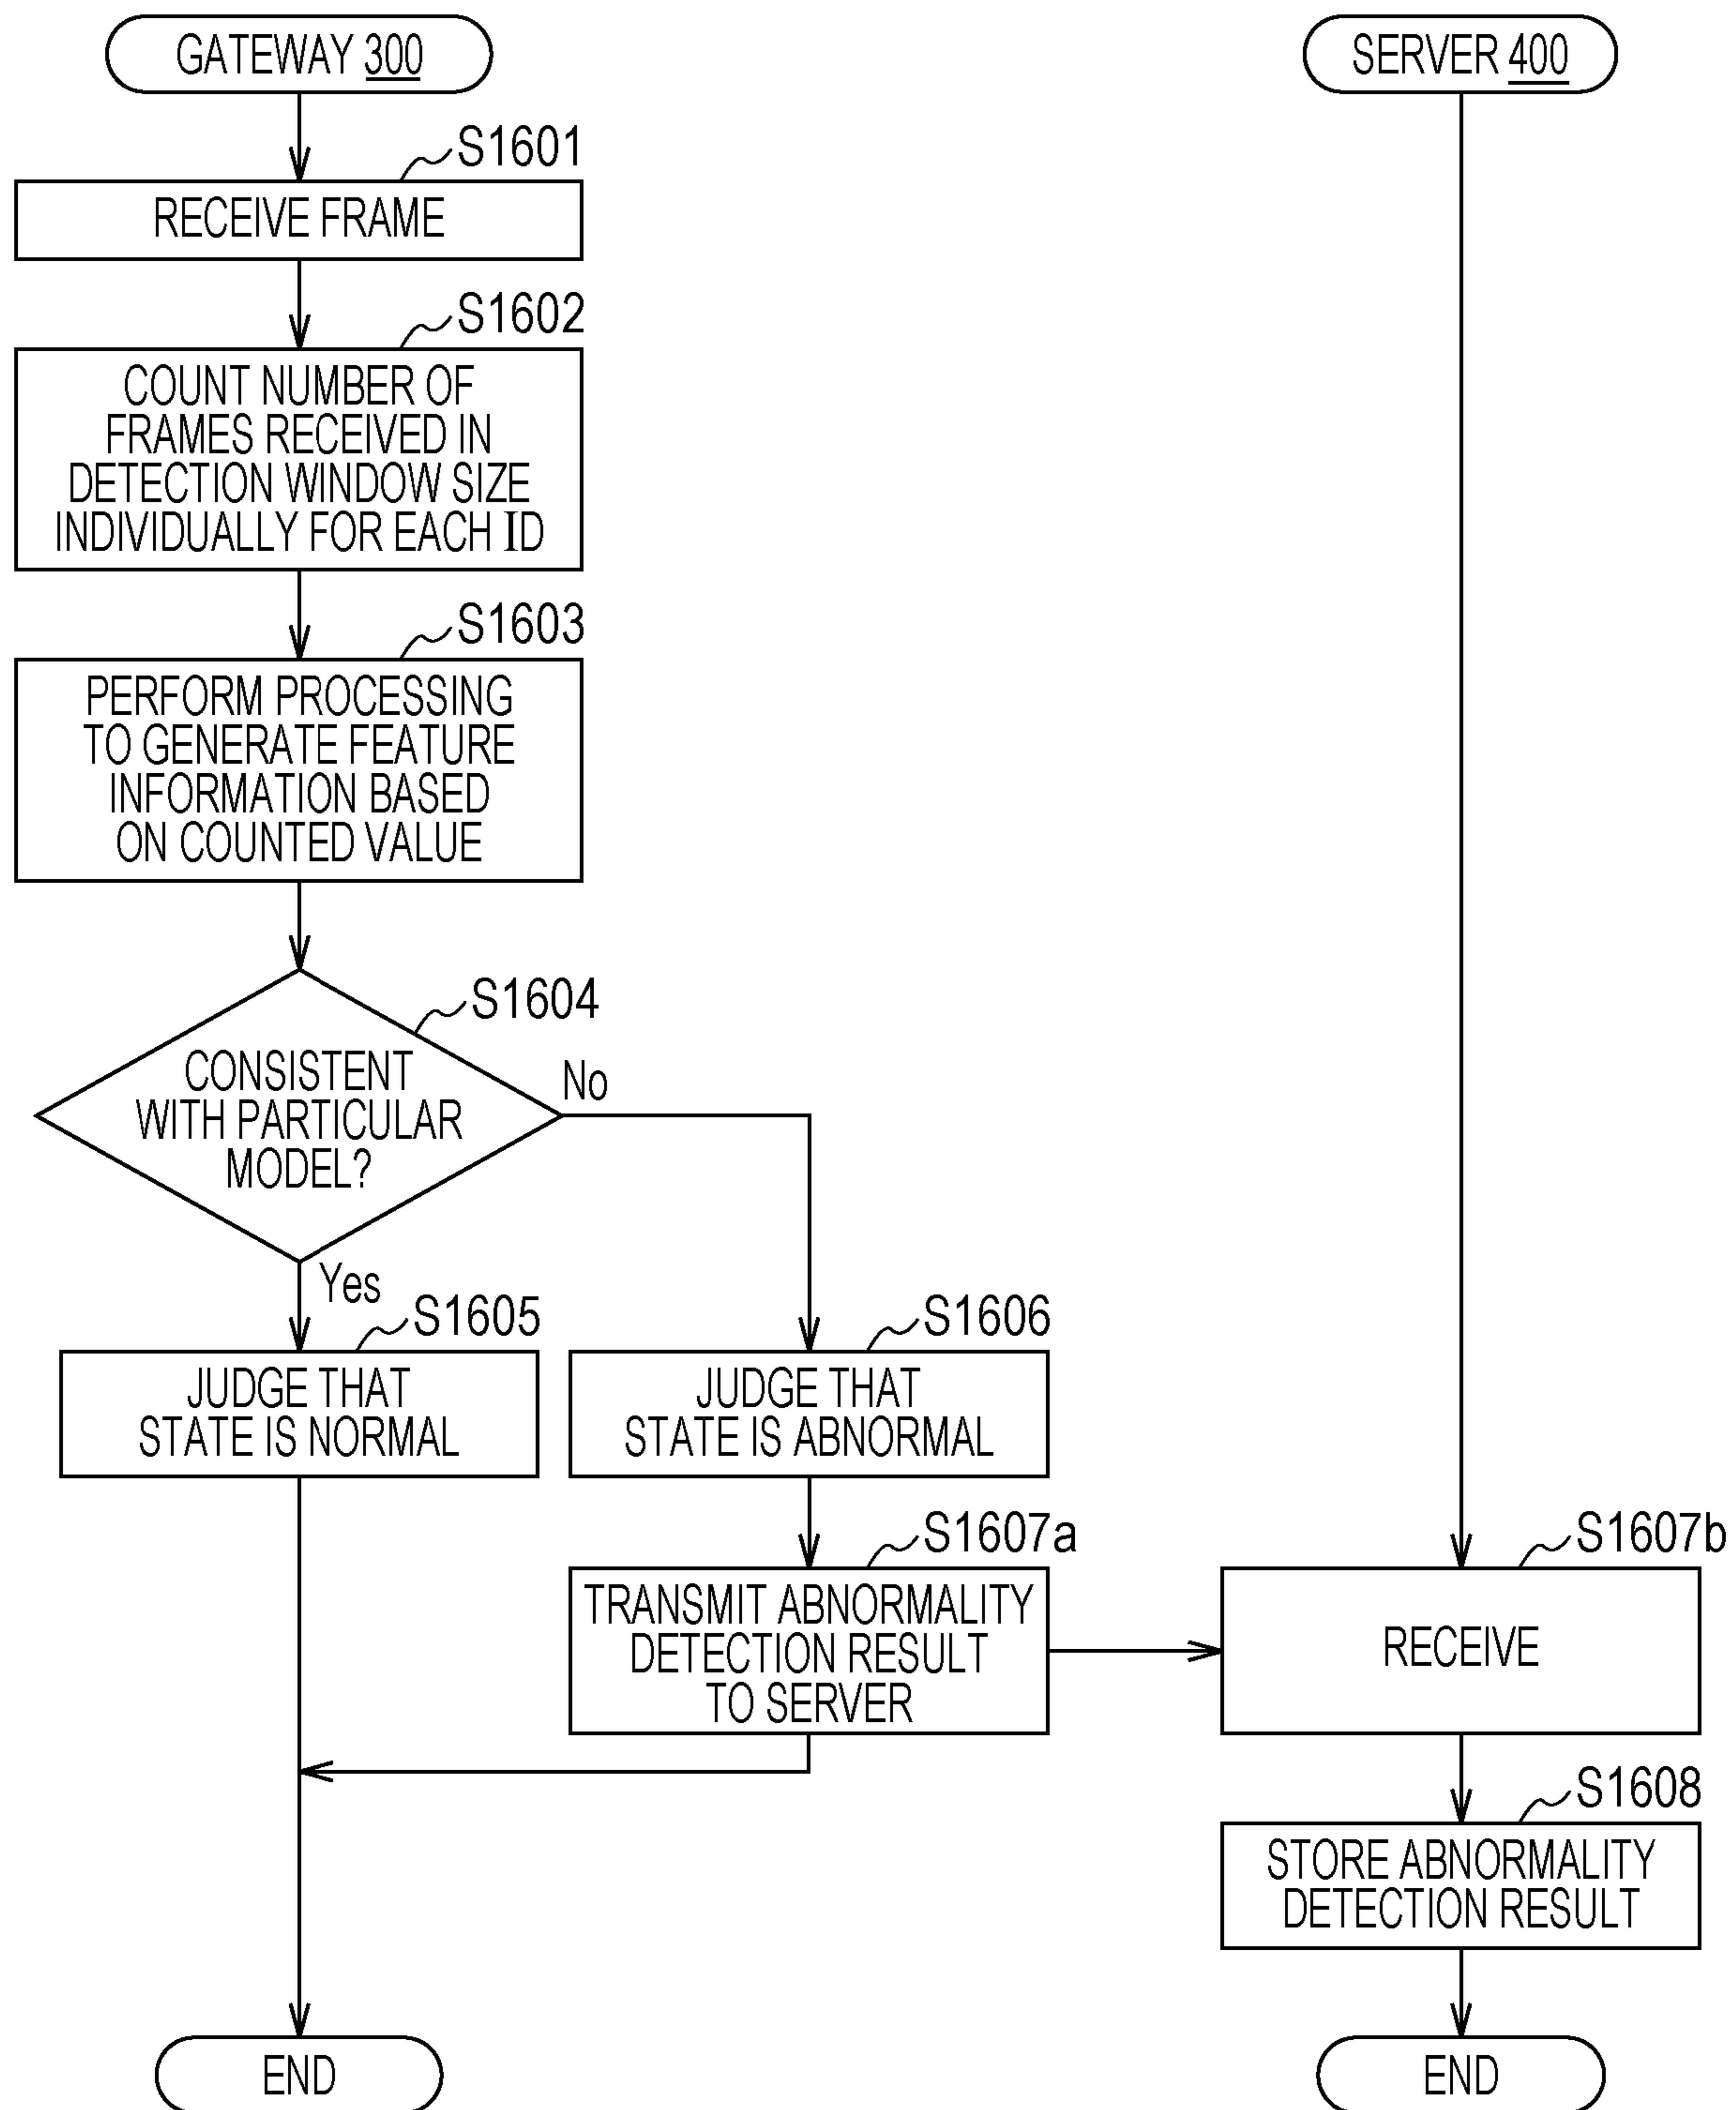 GATEWAY 300
SERVER 400
S1601
RECEIVE FRAME
S1602
COUNT NUMBER OF
FRAMES RECEIVED IN
DETECTION WINDOW SIZE
INDIVIDUALLY FOR EACH ID
S1603
PERFORM PROCESSING
TO GENERATE FEATURE
INFORMATION BASED
ON COUNTED VALUE
S1604
CONSISTENT
WITH PARTICULAR
MODEL?
No
Yes
S1605
JUDGE THAT
STATE IS NORMAL
S1606
JUDGE THAT
STATE IS ABNORMAL
S1607a
TRANSMIT ABNORMALITY
DETECTION RESULT
TO SERVER
S1607b
RECEIVE
S1608
STORE ABNORMALITY
DETECTION RESULT
END
END